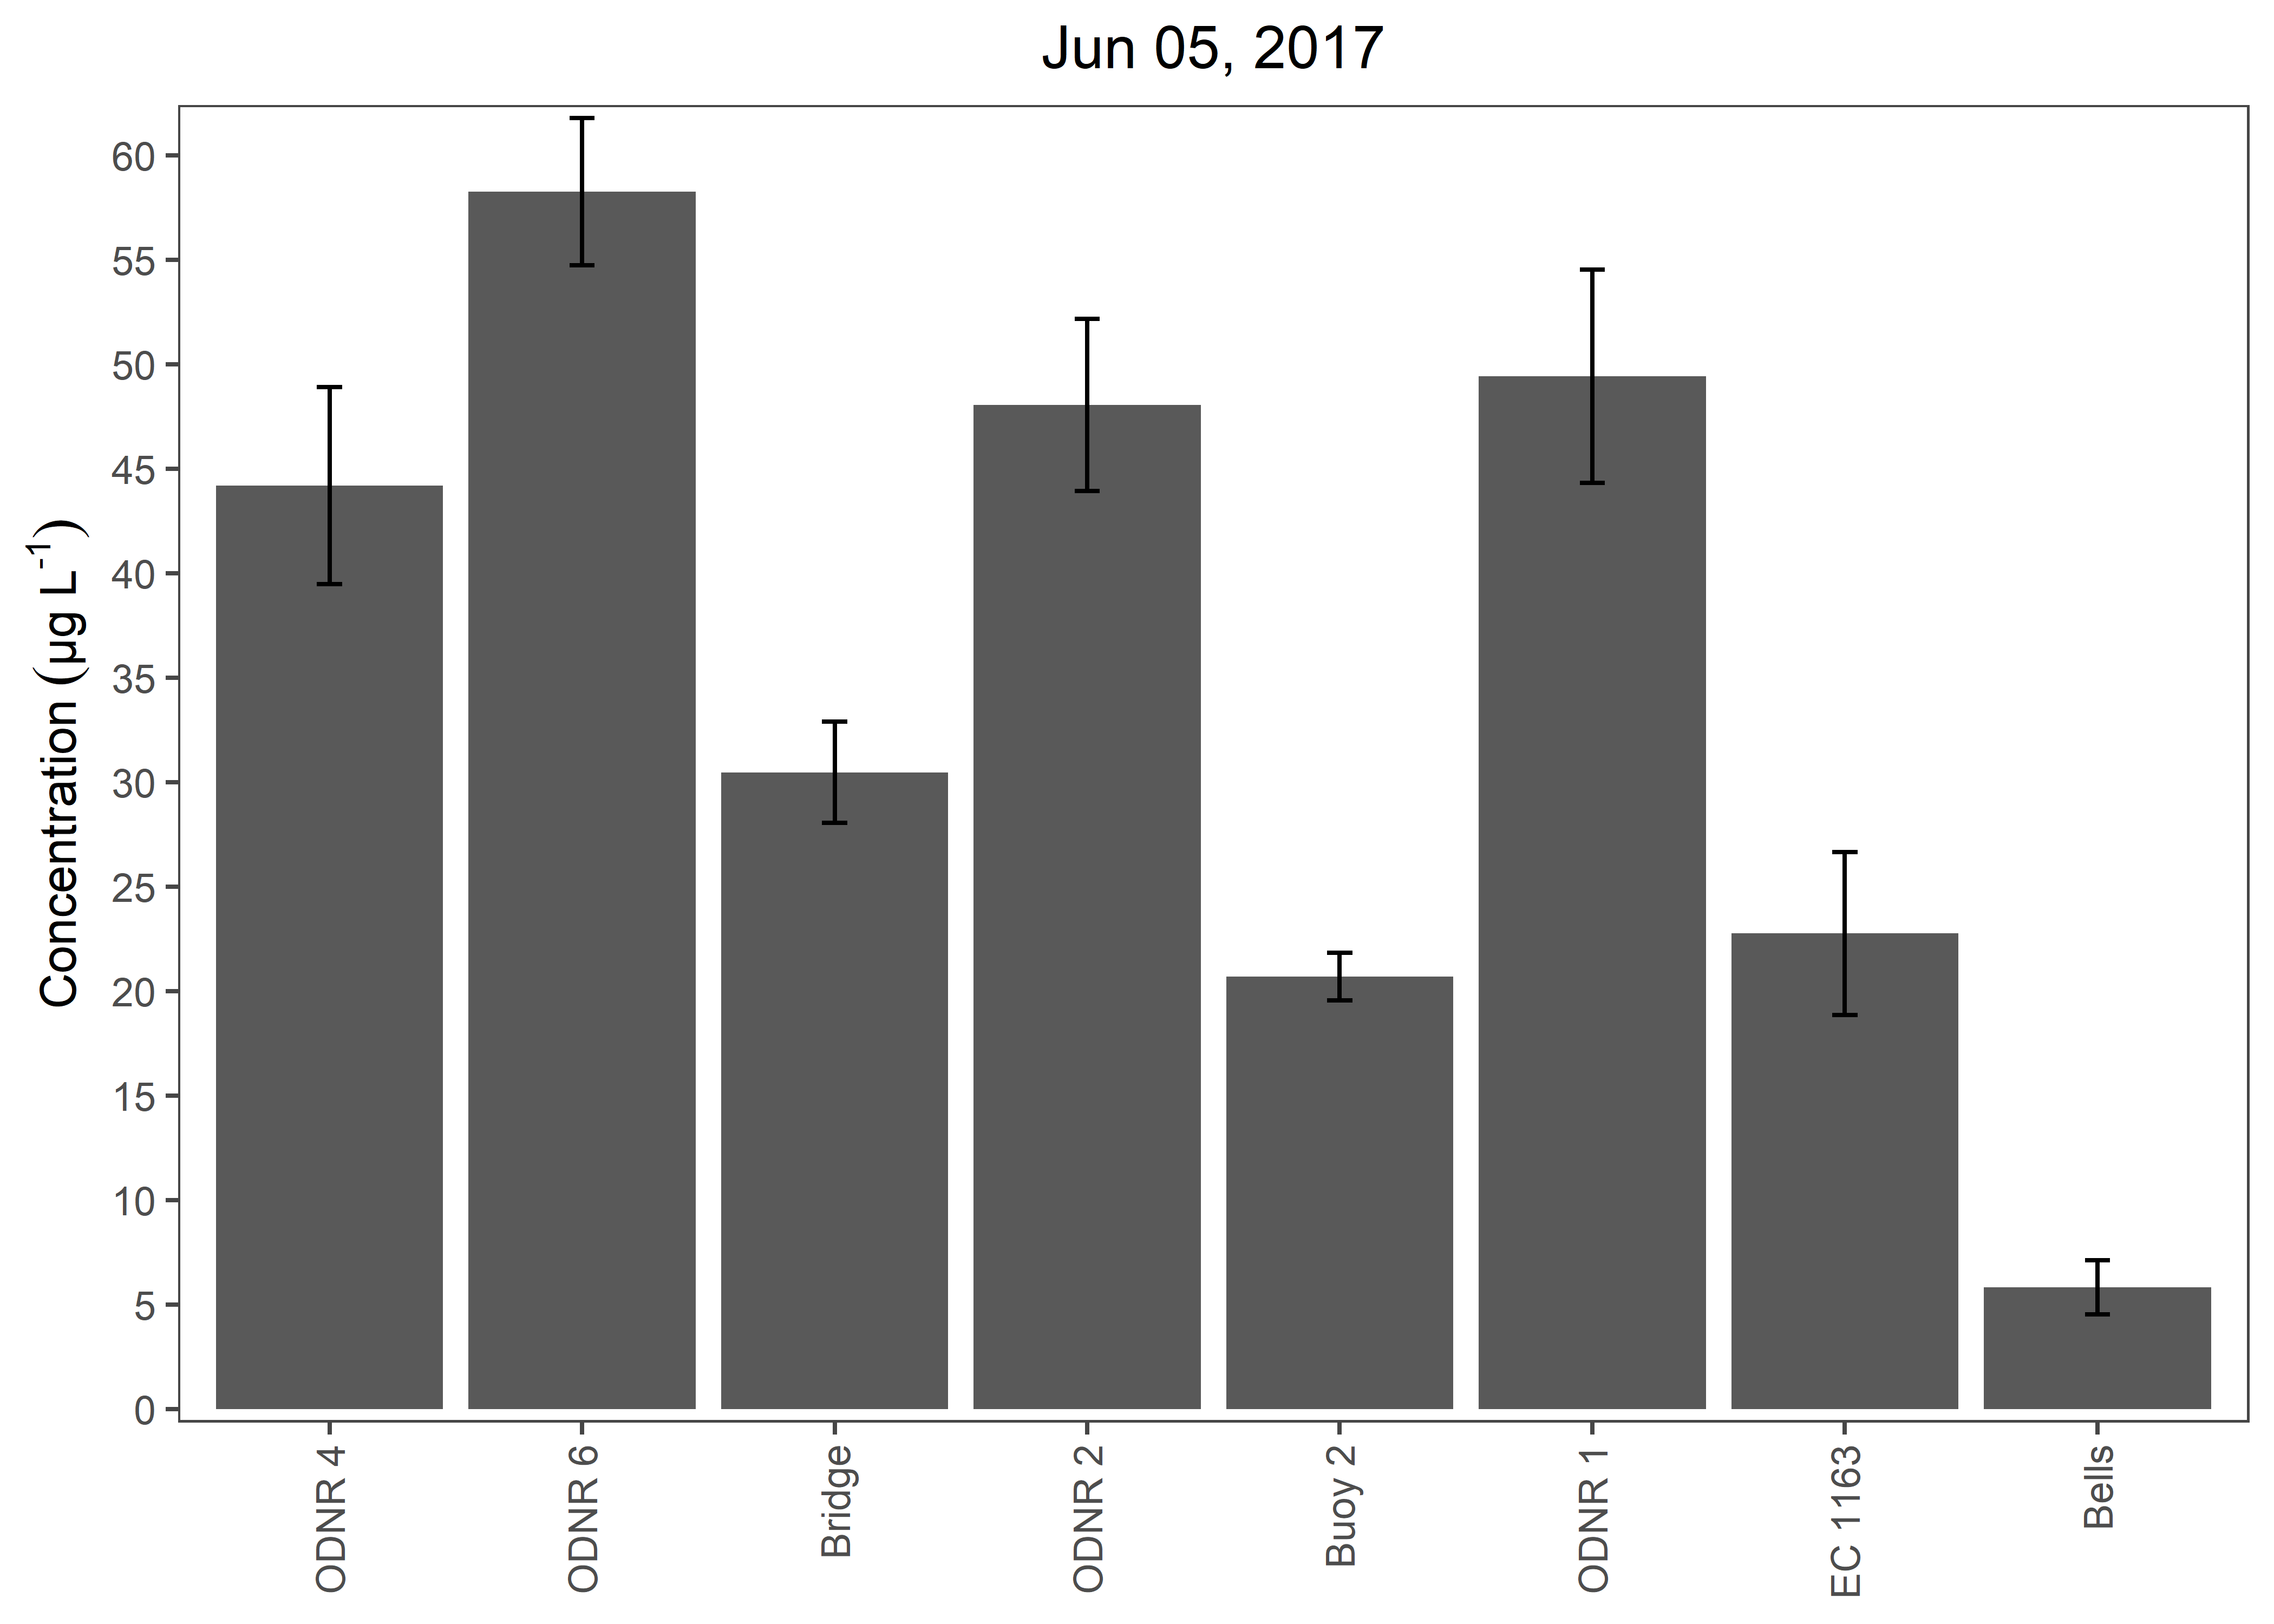 Jun 05, 2017
Concentration (µg L⁻¹)
60
55
50
45
40
35
30
25
20
15
10
5
0
ODNR 4
ODNR 6
Bridge
ODNR 2
Buoy 2
ODNR 1
EC 1163
Bells